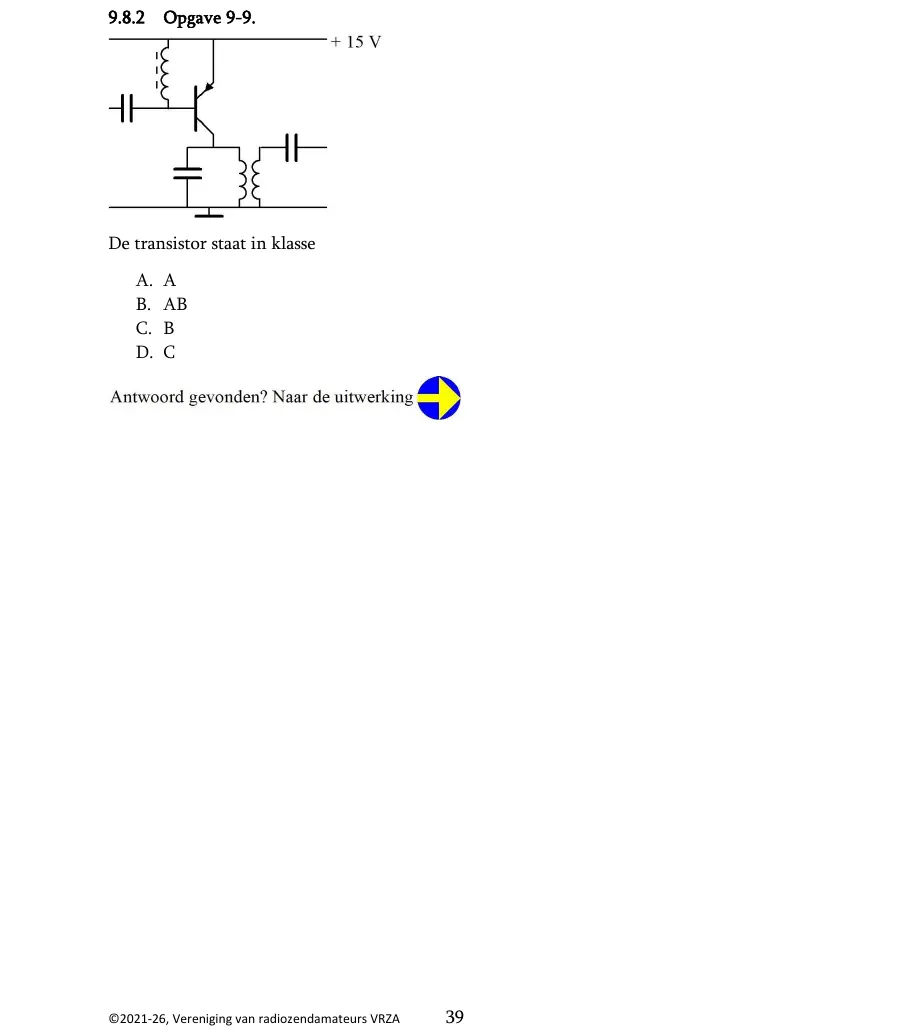 9.8.2 Opgave 9-9.
+ 15 V
De transistor staat in klasse
A. A
B. AB
C. B
D. C
Antwoord gevonden? Naar de uitwerking
©2021-26, Vereniging van radiozendamateurs VRZA 39